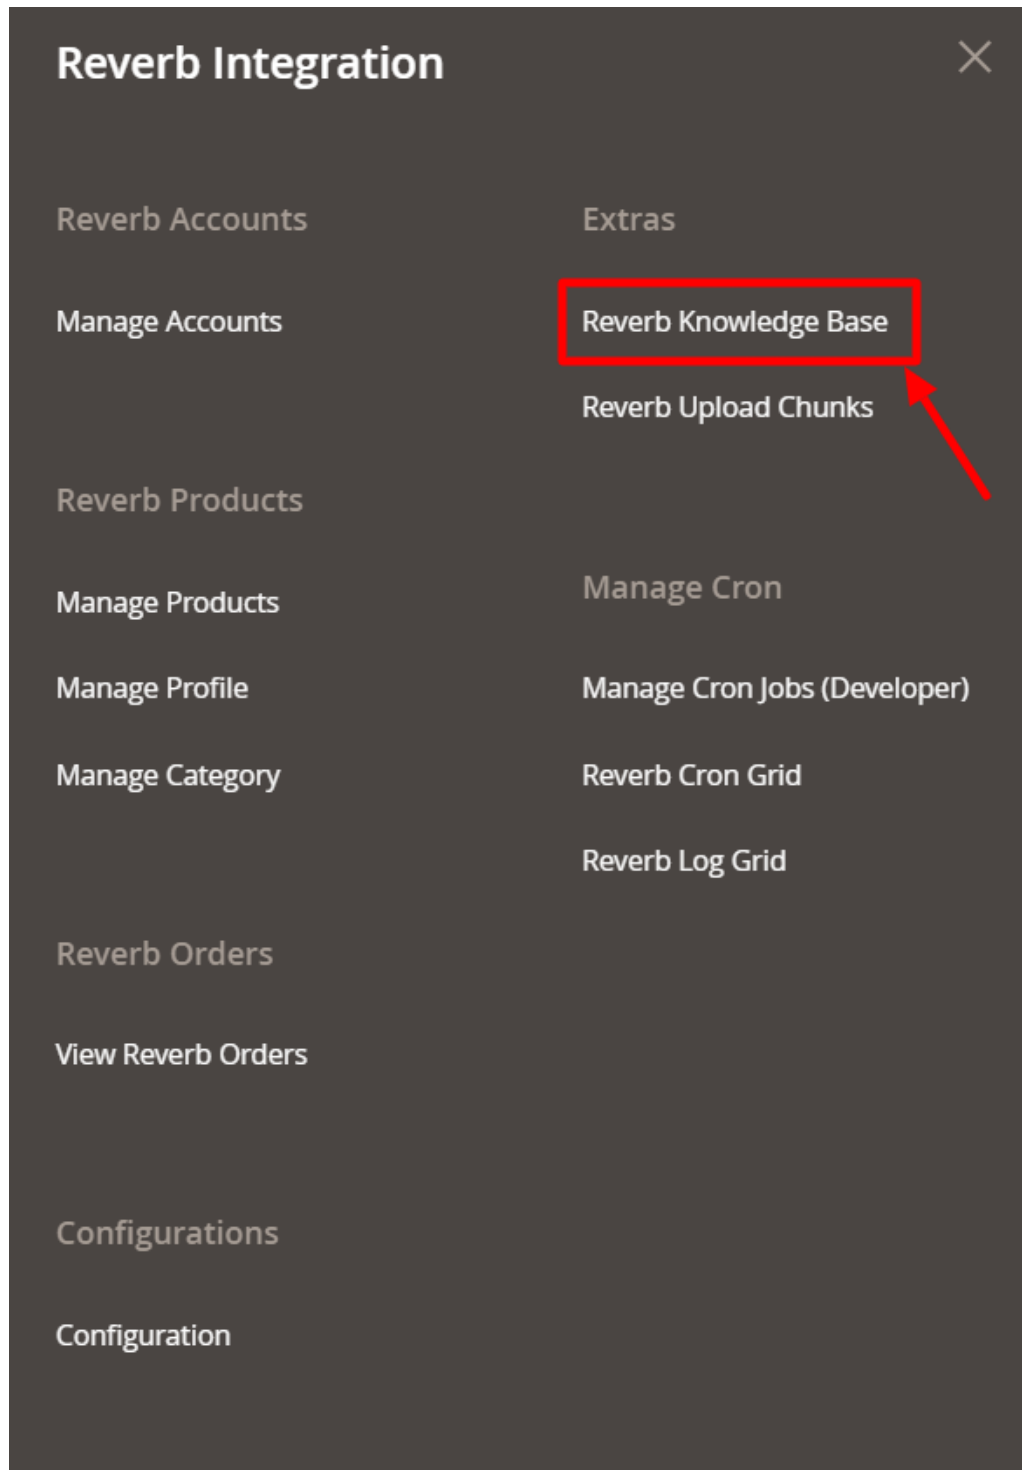 Reverb Integration
Reverb Accounts
Manage Accounts
Reverb Products
Manage Products
Manage Profile
Manage Category
Reverb Orders
View Reverb Orders
Configurations
Configuration
Extras
Reverb Knowledge Base
Reverb Upload Chunks
Manage Cron
Manage Cron Jobs (Developer)
Reverb Cron Grid
Reverb Log Grid